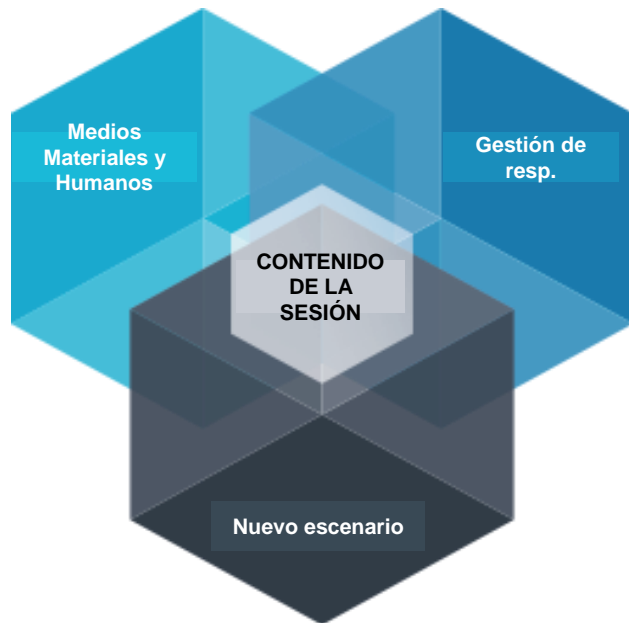 Medios
Materiales y
Humanos
Gestión de
resp.
CONTENIDO
DE LA
SESIÓN
Nuevo escenario